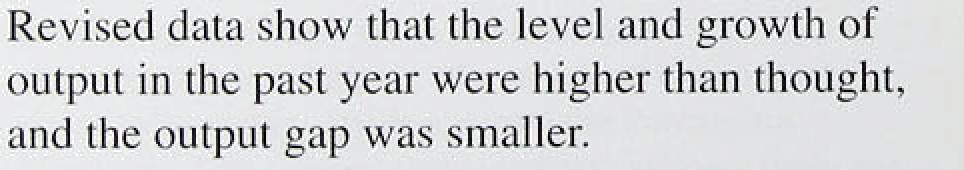 Revised data show that the level and growth of
output in the past year were higher than thought,
and the output gap was smaller.